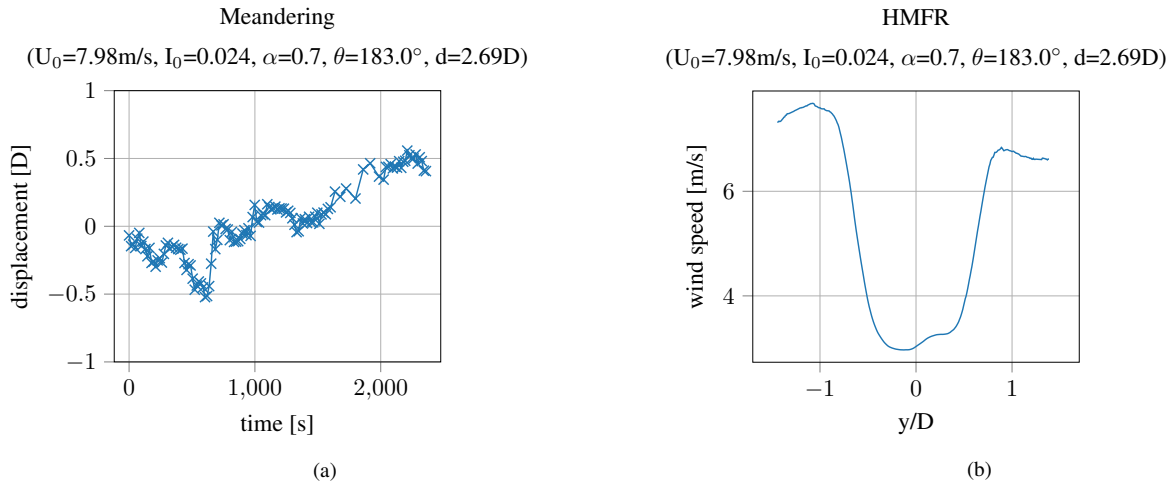 Meandering
(U₀=7.98m/s, I₀=0.024, α=0.7, θ=183.0°, d=2.69D)
1
0.5
0
−0.5
−1
displacement [D]
0 1,000 2,000
time [s]
(a)
HMFR
(U₀=7.98m/s, I₀=0.024, α=0.7, θ=183.0°, d=2.69D)
6
4
wind speed [m/s]
−1 0 1
y/D
(b)